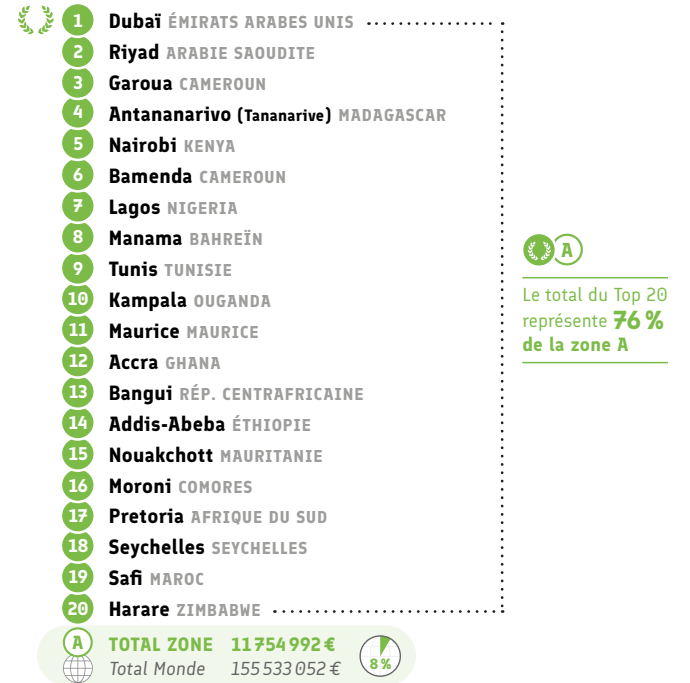 1 Dubaï ÉMIRATS ARABES UNIS
2 Riyad ARABIE SAOUDITE
3 Garoua CAMEROUN
4 Antananarivo (Tananarive) MADAGASCAR
5 Nairobi KENYA
6 Bamenda CAMEROUN
7 Lagos NIGERIA
8 Manama BAHREÏN
9 Tunis TUNISIE
10 Kampala OUGANDA
11 Maurice MAURICE
12 Accra GHANA
13 Bangui RÉP. CENTRAFRICAINE
14 Addis-Abeba ÉTHIOPIE
15 Nouakchott MAURITANIE
16 Moroni COMORES
17 Pretoria AFRIQUE DU SUD
18 Seychelles SEYCHELLES
19 Safi MAROC
20 Harare ZIMBABWE
A
Le total du Top 20
représente 76 %
de la zone A
A TOTAL ZONE 11 754 992 €
Total Monde 155 533 052 €
8 %